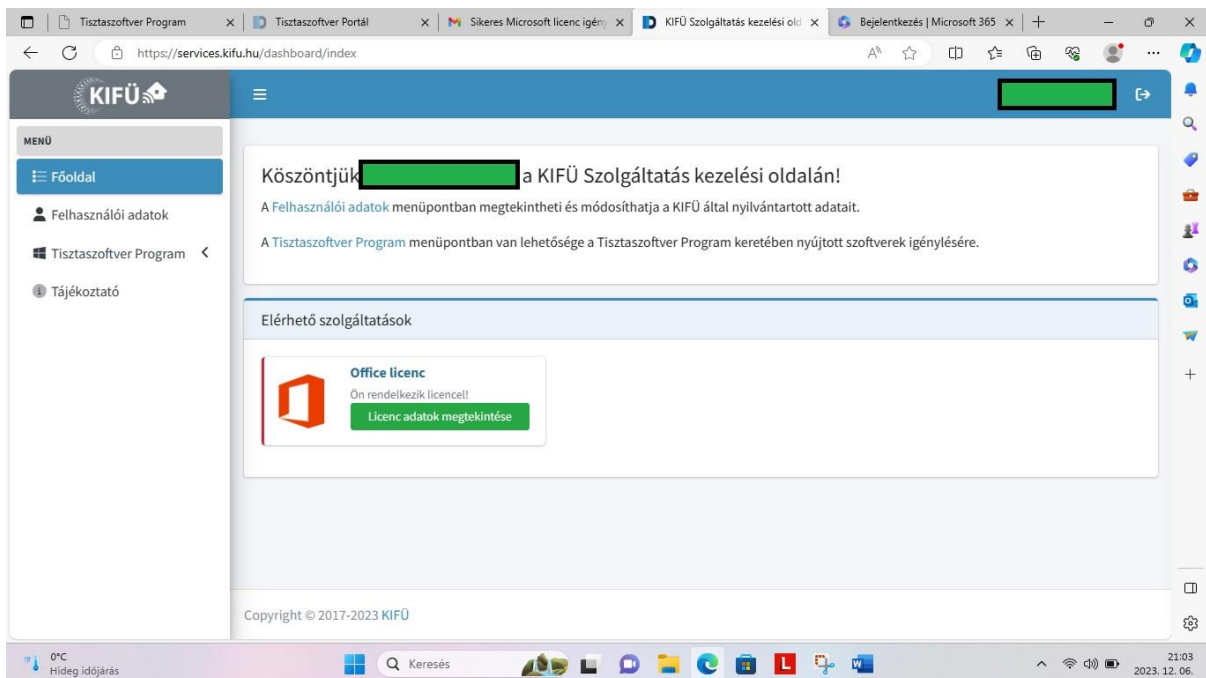 Tisztaszoftver Program
Tisztaszoftver Portál
Sikeres Microsoft licenc igény
KIFÜ Szolgáltatás kezelési old
Bejelentkezés | Microsoft 365
https://services.kifu.hu/dashboard/index
KIFÜ
MENÜ
Főoldal
Felhasználói adatok
Tisztaszoftver Program
Tájékoztató
Köszöntjük a KIFÜ Szolgáltatás kezelési oldalán!
A Felhasználói adatok menüpontban megtekintheti és módosíthatja a KIFÜ által nyilvántartott adatait.
A Tisztaszoftver Program menüpontban van lehetősége a Tisztaszoftver Program keretében nyújtott szoftverek igénylésére.
Elérhető szolgáltatások
Office licenc
Ön rendelkezik licencel!
Licenc adatok megtekintése
Copyright © 2017-2023 KIFÜ
0°C
Hideg időjárás
Keresés
21:03
2023. 12. 06.